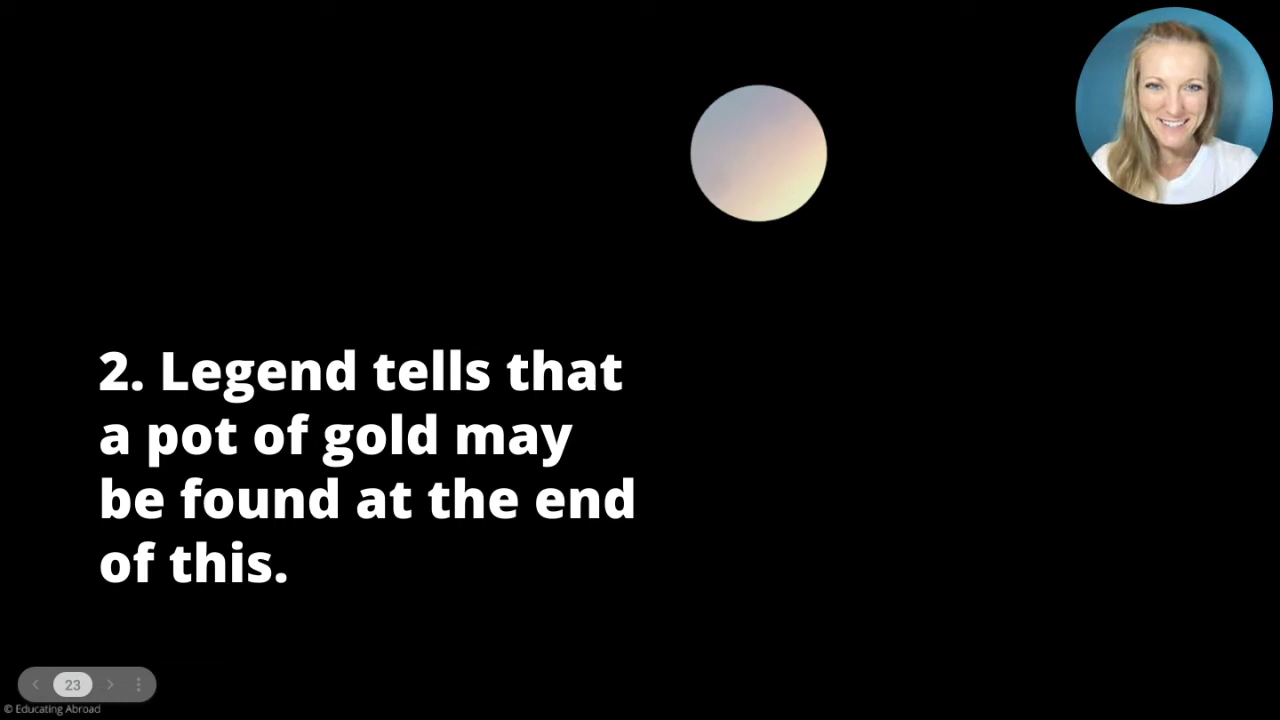 2. Legend tells that
a pot of gold may
be found at the end
of this.
23
© Educating Abroad